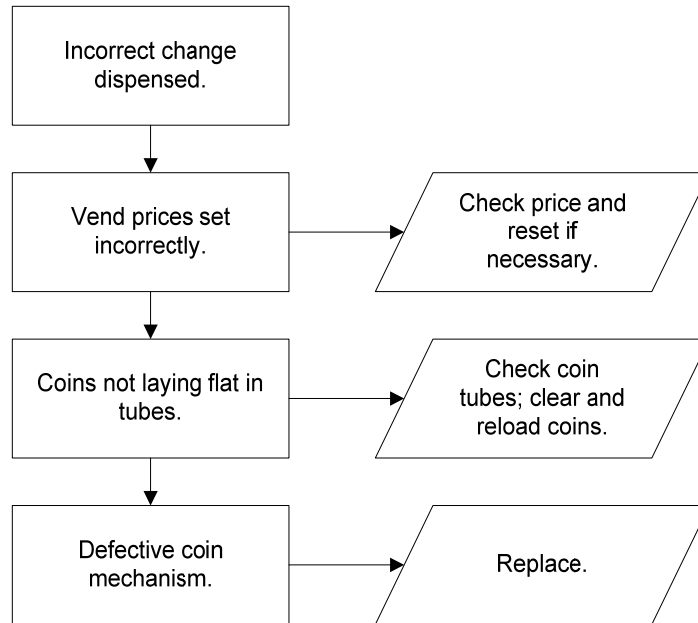 Incorrect change
dispensed.
Vend prices set
incorrectly.
Check price and
reset if
necessary.
Coins not laying flat in
tubes.
Check coin
tubes; clear and
reload coins.
Defective coin
mechanism.
Replace.